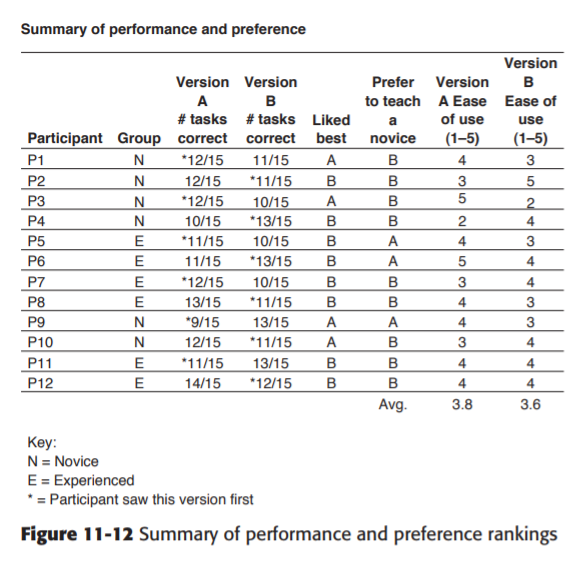 Summary of performance and preference
Participant Group Version A # tasks correct Version B # tasks correct Liked best Prefer to teach a novice Version A Ease of use (1–5) Version B Ease of use (1–5)
P1 N *12/15 11/15 A B 4 3
P2 N 12/15 *11/15 B B 3 5
P3 N *12/15 10/15 A B 5 2
P4 N 10/15 *13/15 B B 2 4
P5 E *11/15 10/15 B A 4 3
P6 E 11/15 *13/15 B A 5 4
P7 E *12/15 10/15 B B 3 4
P8 E 13/15 *11/15 B B 4 3
P9 N *9/15 13/15 A A 4 3
P10 N 12/15 *11/15 A B 3 4
P11 E *11/15 13/15 B B 4 4
P12 E 14/15 *12/15 B B 4 4
Avg. 3.8 3.6
Key:
N = Novice
E = Experienced
* = Participant saw this version first
Figure 11-12 Summary of performance and preference rankings